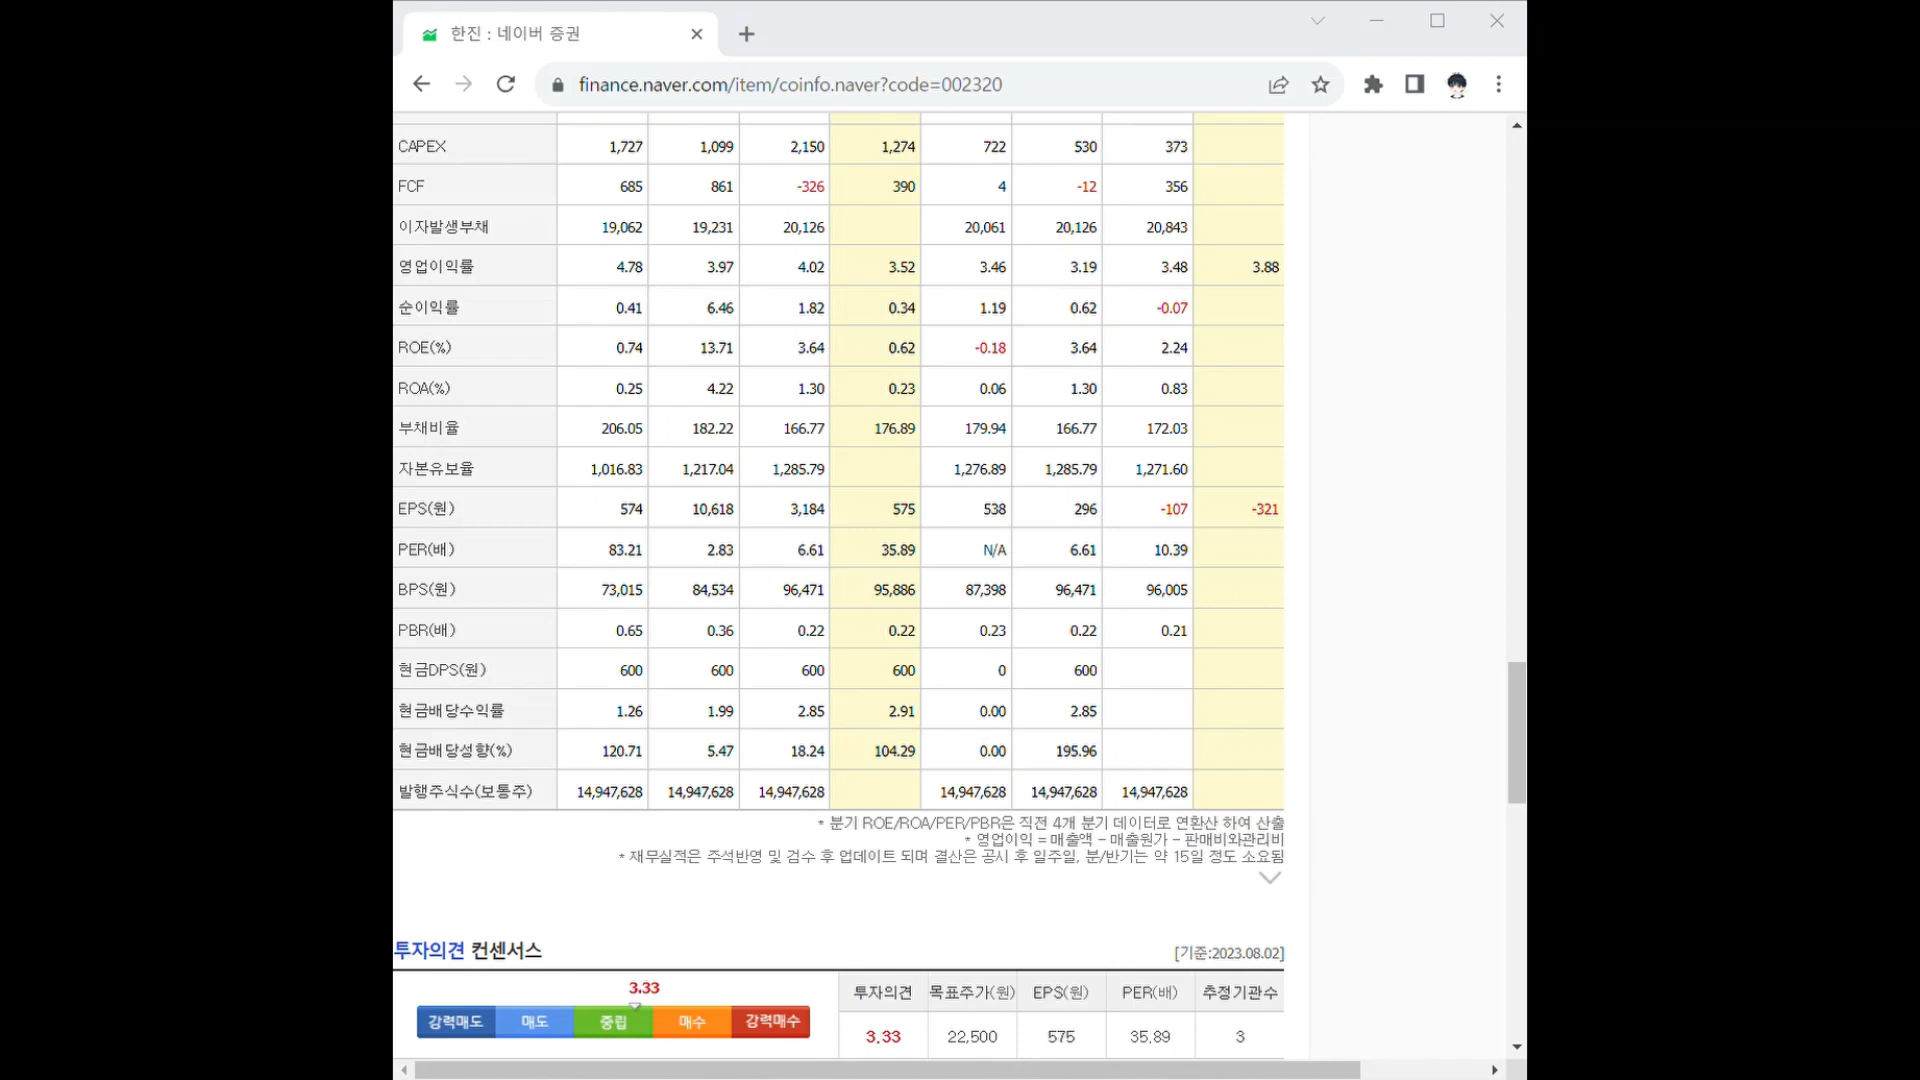 한진 : 네이버 증권
finance.naver.com/item/coinfo.naver?code=002320
CAPEX 1,727 1,099 2,150 1,274 722 530 373
FCF 685 861 -326 390 4 -12 356
이자발생부채 19,062 19,231 20,126 20,061 20,126 20,843
영업이익률 4.78 3.97 4.02 3.52 3.46 3.19 3.48 3.88
순이익률 0.41 6.46 1.82 0.34 1.19 0.62 -0.07
ROE(%) 0.74 13.71 3.64 0.62 -0.18 3.64 2.24
ROA(%) 0.25 4.22 1.30 0.23 0.06 1.30 0.83
부채비율 206.05 182.22 166.77 176.89 179.94 166.77 172.03
자본유보율 1,016.83 1,217.04 1,285.79 1,276.89 1,285.79 1,271.60
EPS(원) 574 10,618 3,184 575 538 296 -107 -321
PER(배) 83.21 2.83 6.61 35.89 N/A 6.61 10.39
BPS(원) 73,015 84,534 96,471 95,886 87,398 96,471 96,005
PBR(배) 0.65 0.36 0.22 0.22 0.23 0.22 0.21
현금DPS(원) 600 600 600 600 0 600
현금배당수익률 1.26 1.99 2.85 2.91 0.00 2.85
현금배당성향(%) 120.71 5.47 18.24 104.29 0.00 195.96
발행주식수(보통주) 14,947,628 14,947,628 14,947,628 14,947,628 14,947,628 14,947,628
* 분기 ROE/ROA/PER/PBR은 직전 4개 분기 데이터로 연환산 하여 산출
* 영업이익 = 매출액 - 매출원가 - 판매비와관리비
* 재무실적은 주석반영 및 검수 후 업데이트 되며 결산은 공시 후 일주일, 분/반기는 약 15일 정도 소요됨
투자의견 컨센서스 [기준:2023.08.02]
3.33
강력매도 매도 중립 매수 강력매수
투자의견 목표주가(원) EPS(원) PER(배) 추정기관수
3.33 22,500 575 35.89 3